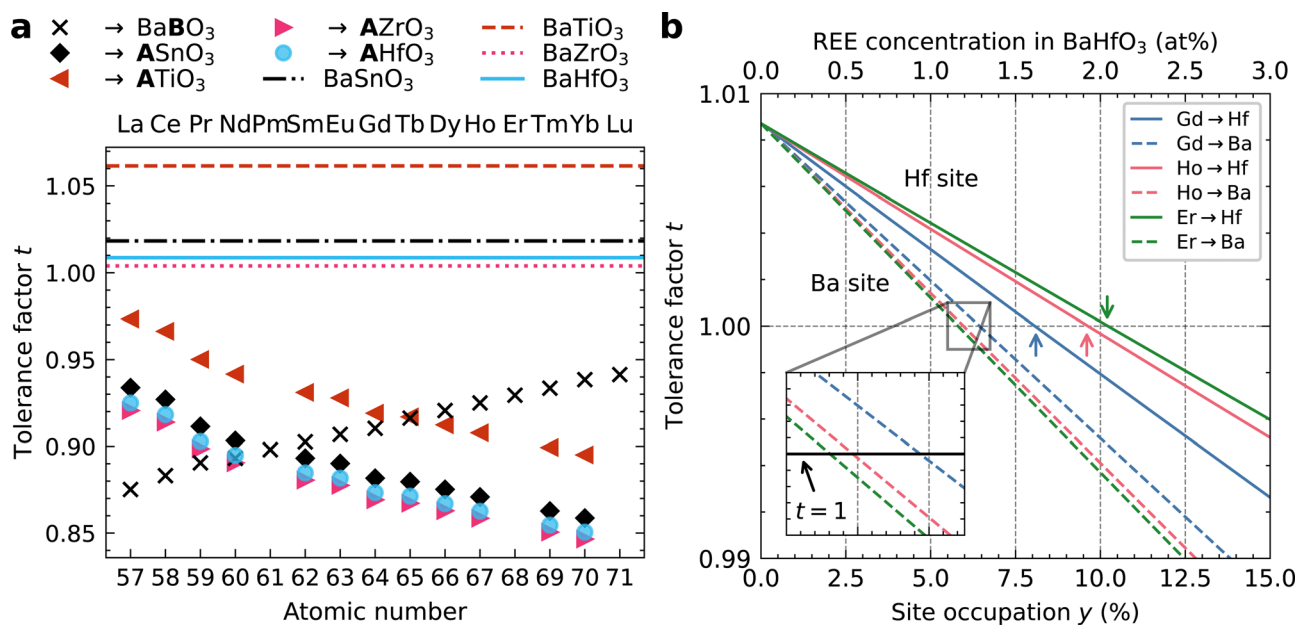 a
→ BaBO₃
→ AZrO₃
BaTiO₃
→ ASnO₃
→ AHfO₃
BaZrO₃
→ ATiO₃
BaSnO₃
BaHfO₃
La Ce Pr Nd Pm Sm Eu Gd Tb Dy Ho Er Tm Yb Lu
Tolerance factor t
1.05
1.00
0.95
0.90
0.85
57 58 59 60 61 62 63 64 65 66 67 68 69 70 71
Atomic number
b
REE concentration in BaHfO₃ (at%)
0.0 0.5 1.0 1.5 2.0 2.5 3.0
Tolerance factor t
1.01
1.00
0.99
Gd → Hf
Gd → Ba
Ho → Hf
Ho → Ba
Er → Hf
Er → Ba
Hf site
Ba site
t = 1
0.0 2.5 5.0 7.5 10.0 12.5 15.0
Site occupation y (%)